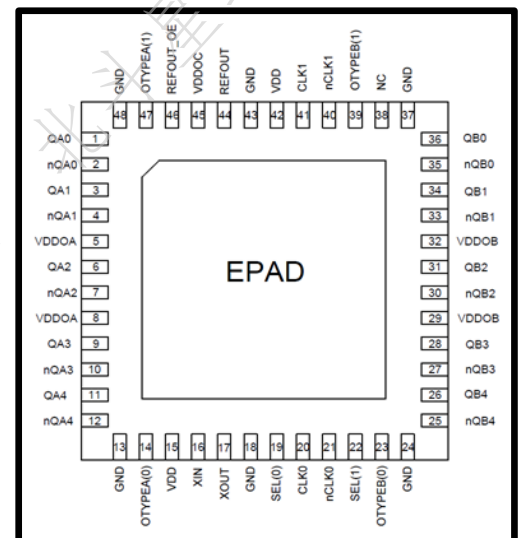 北斗星
GND
OTYPEA(1)
REFOUT_OE
VDDOC
REFOUT
GND
VDD
CLK1
nCLK1
OTYPEB(1)
NC
GND
48 47 46 45 44 43 42 41 40 39 38 37
QA0 1 36 QB0
nQA0 2 35 nQB0
QA1 3 34 QB1
nQA1 4 33 nQB1
VDDOA 5 32 VDDOB
QA2 6 31 QB2
nQA2 7 30 nQB2
VDDOA 8 29 VDDOB
QA3 9 28 QB3
nQA3 10 27 nQB3
QA4 11 26 QB4
nQA4 12 25 nQB4
EPAD
13 14 15 16 17 18 19 20 21 22 23 24
GND
OTYPEA(0)
VDD
XIN
XOUT
GND
SEL(0)
CLK0
nCLK0
SEL(1)
OTYPEB(0)
GND